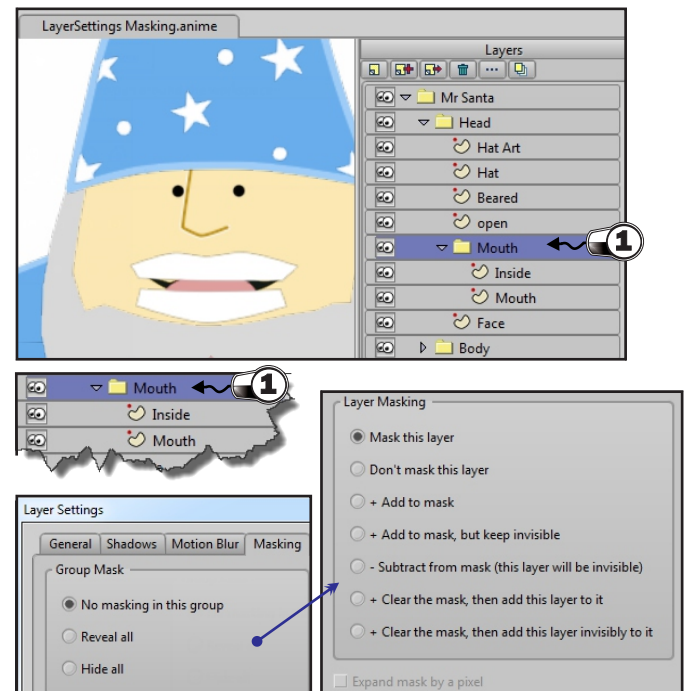 LayerSettings Masking.anime
Layers
Mr Santa
Head
Hat Art
Hat
Beared
open
Mouth
1
Inside
Mouth
Face
Body
Mouth
1
Inside
Mouth
Layer Masking
Mask this layer
Don't mask this layer
+ Add to mask
+ Add to mask, but keep invisible
- Subtract from mask (this layer will be invisible)
+ Clear the mask, then add this layer to it
+ Clear the mask, then add this layer invisibly to it
Expand mask by a pixel
Layer Settings
General Shadows Motion Blur Masking
Group Mask
No masking in this group
Reveal all
Hide all